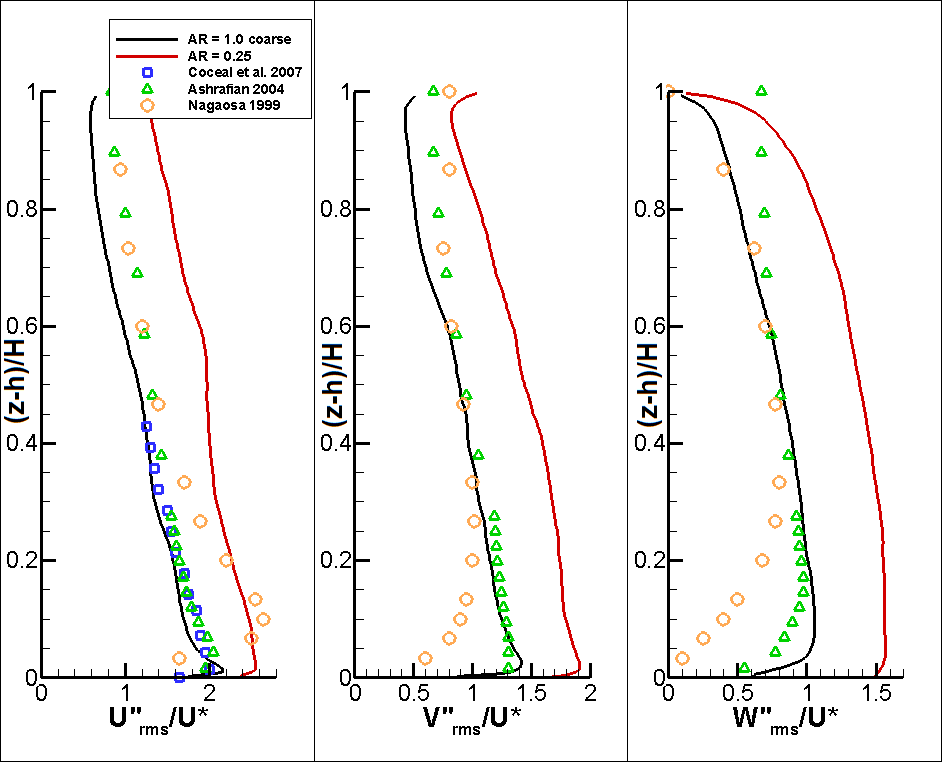 AR = 1.0 coarse
AR = 0.25
Coceal et al. 2007
Ashrafian 2004
Nagaosa 1999
1
0.8
0.6
0.4
0.2
0
(z-h)/H
0 1 2
U"rms/U*
1
0.8
0.6
0.4
0.2
0
(z-h)/H
0 0.5 1 1.5 2
V"rms/U*
1
0.8
0.6
0.4
0.2
0
(z-h)/H
0 0.5 1 1.5
W"rms/U*